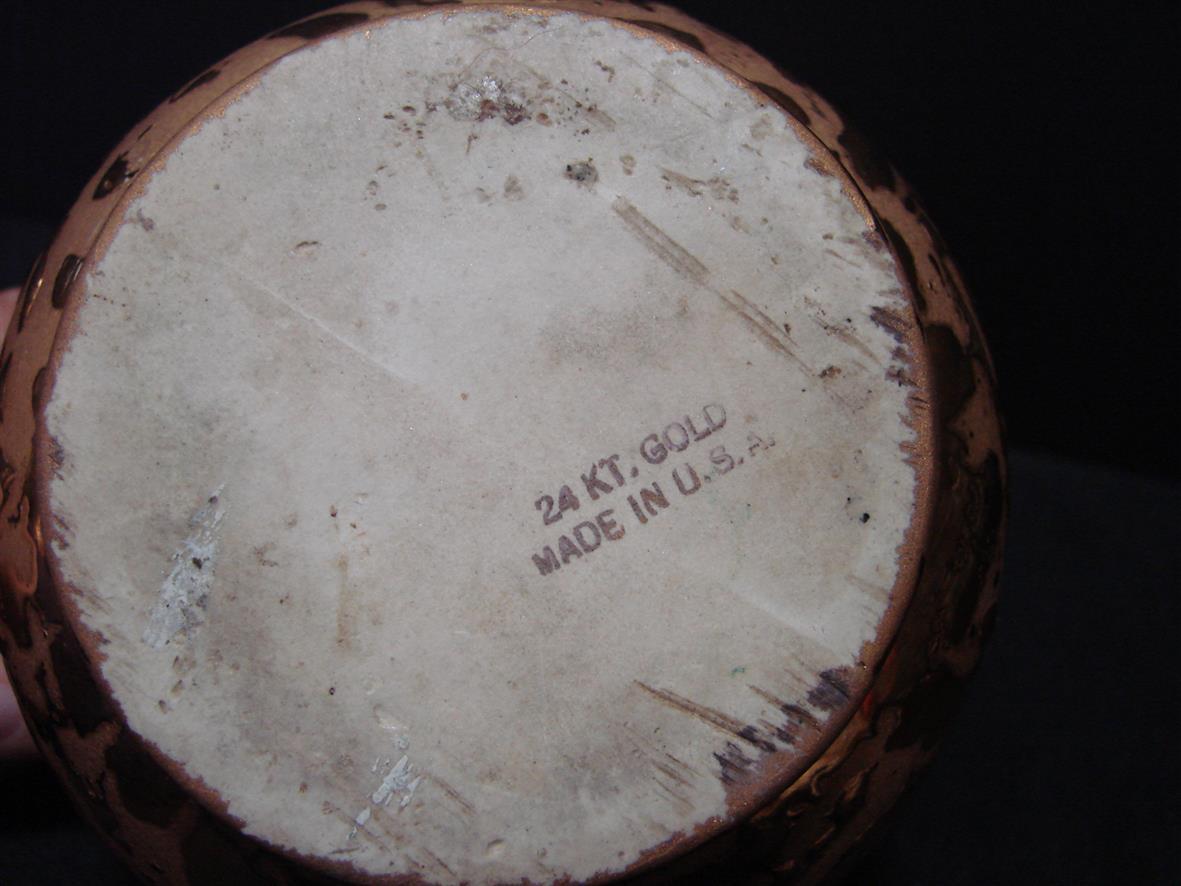 24 KT. GOLD
MADE IN U.S.A.